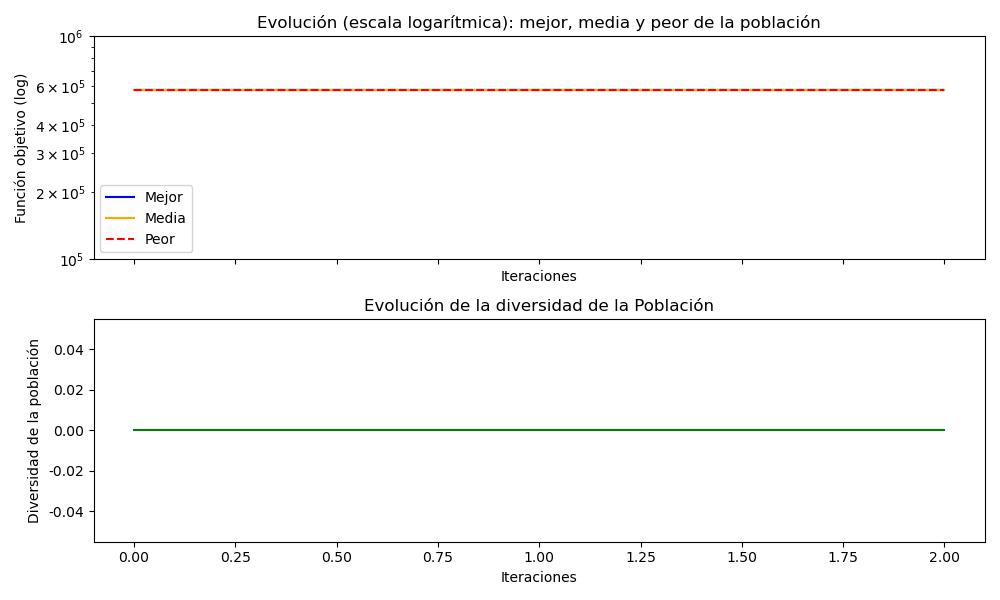 Evolución (escala logarítmica): mejor, media y peor de la población
Función objetivo (log)
10⁶
6 × 10⁵
4 × 10⁵
3 × 10⁵
2 × 10⁵
10⁵
Mejor
Media
Peor
Iteraciones
Evolución de la diversidad de la Población
Diversidad de la población
0.04
0.02
0.00
-0.02
-0.04
0.00 0.25 0.50 0.75 1.00 1.25 1.50 1.75 2.00
Iteraciones